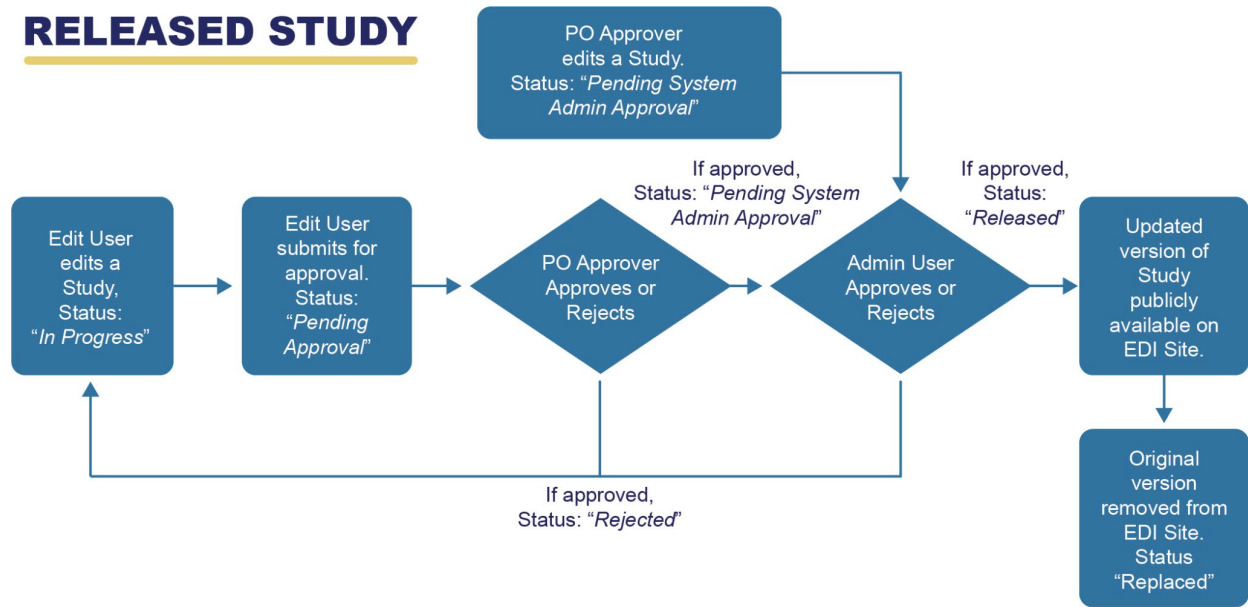 RELEASED STUDY
PO Approver
edits a Study.
Status: “Pending System
Admin Approval”
If approved,
Status: “Pending System
Admin Approval”
If approved,
Status:
“Released”
Edit User
edits a
Study,
Status:
“In Progress”
Edit User
submits for
approval.
Status:
“Pending
Approval”
PO Approver
Approves or
Rejects
Admin User
Approves or
Rejects
Updated
version of
Study
publicly
available on
EDI Site.
If approved,
Status: “Rejected”
Original
version
removed from
EDI Site.
Status
“Replaced”